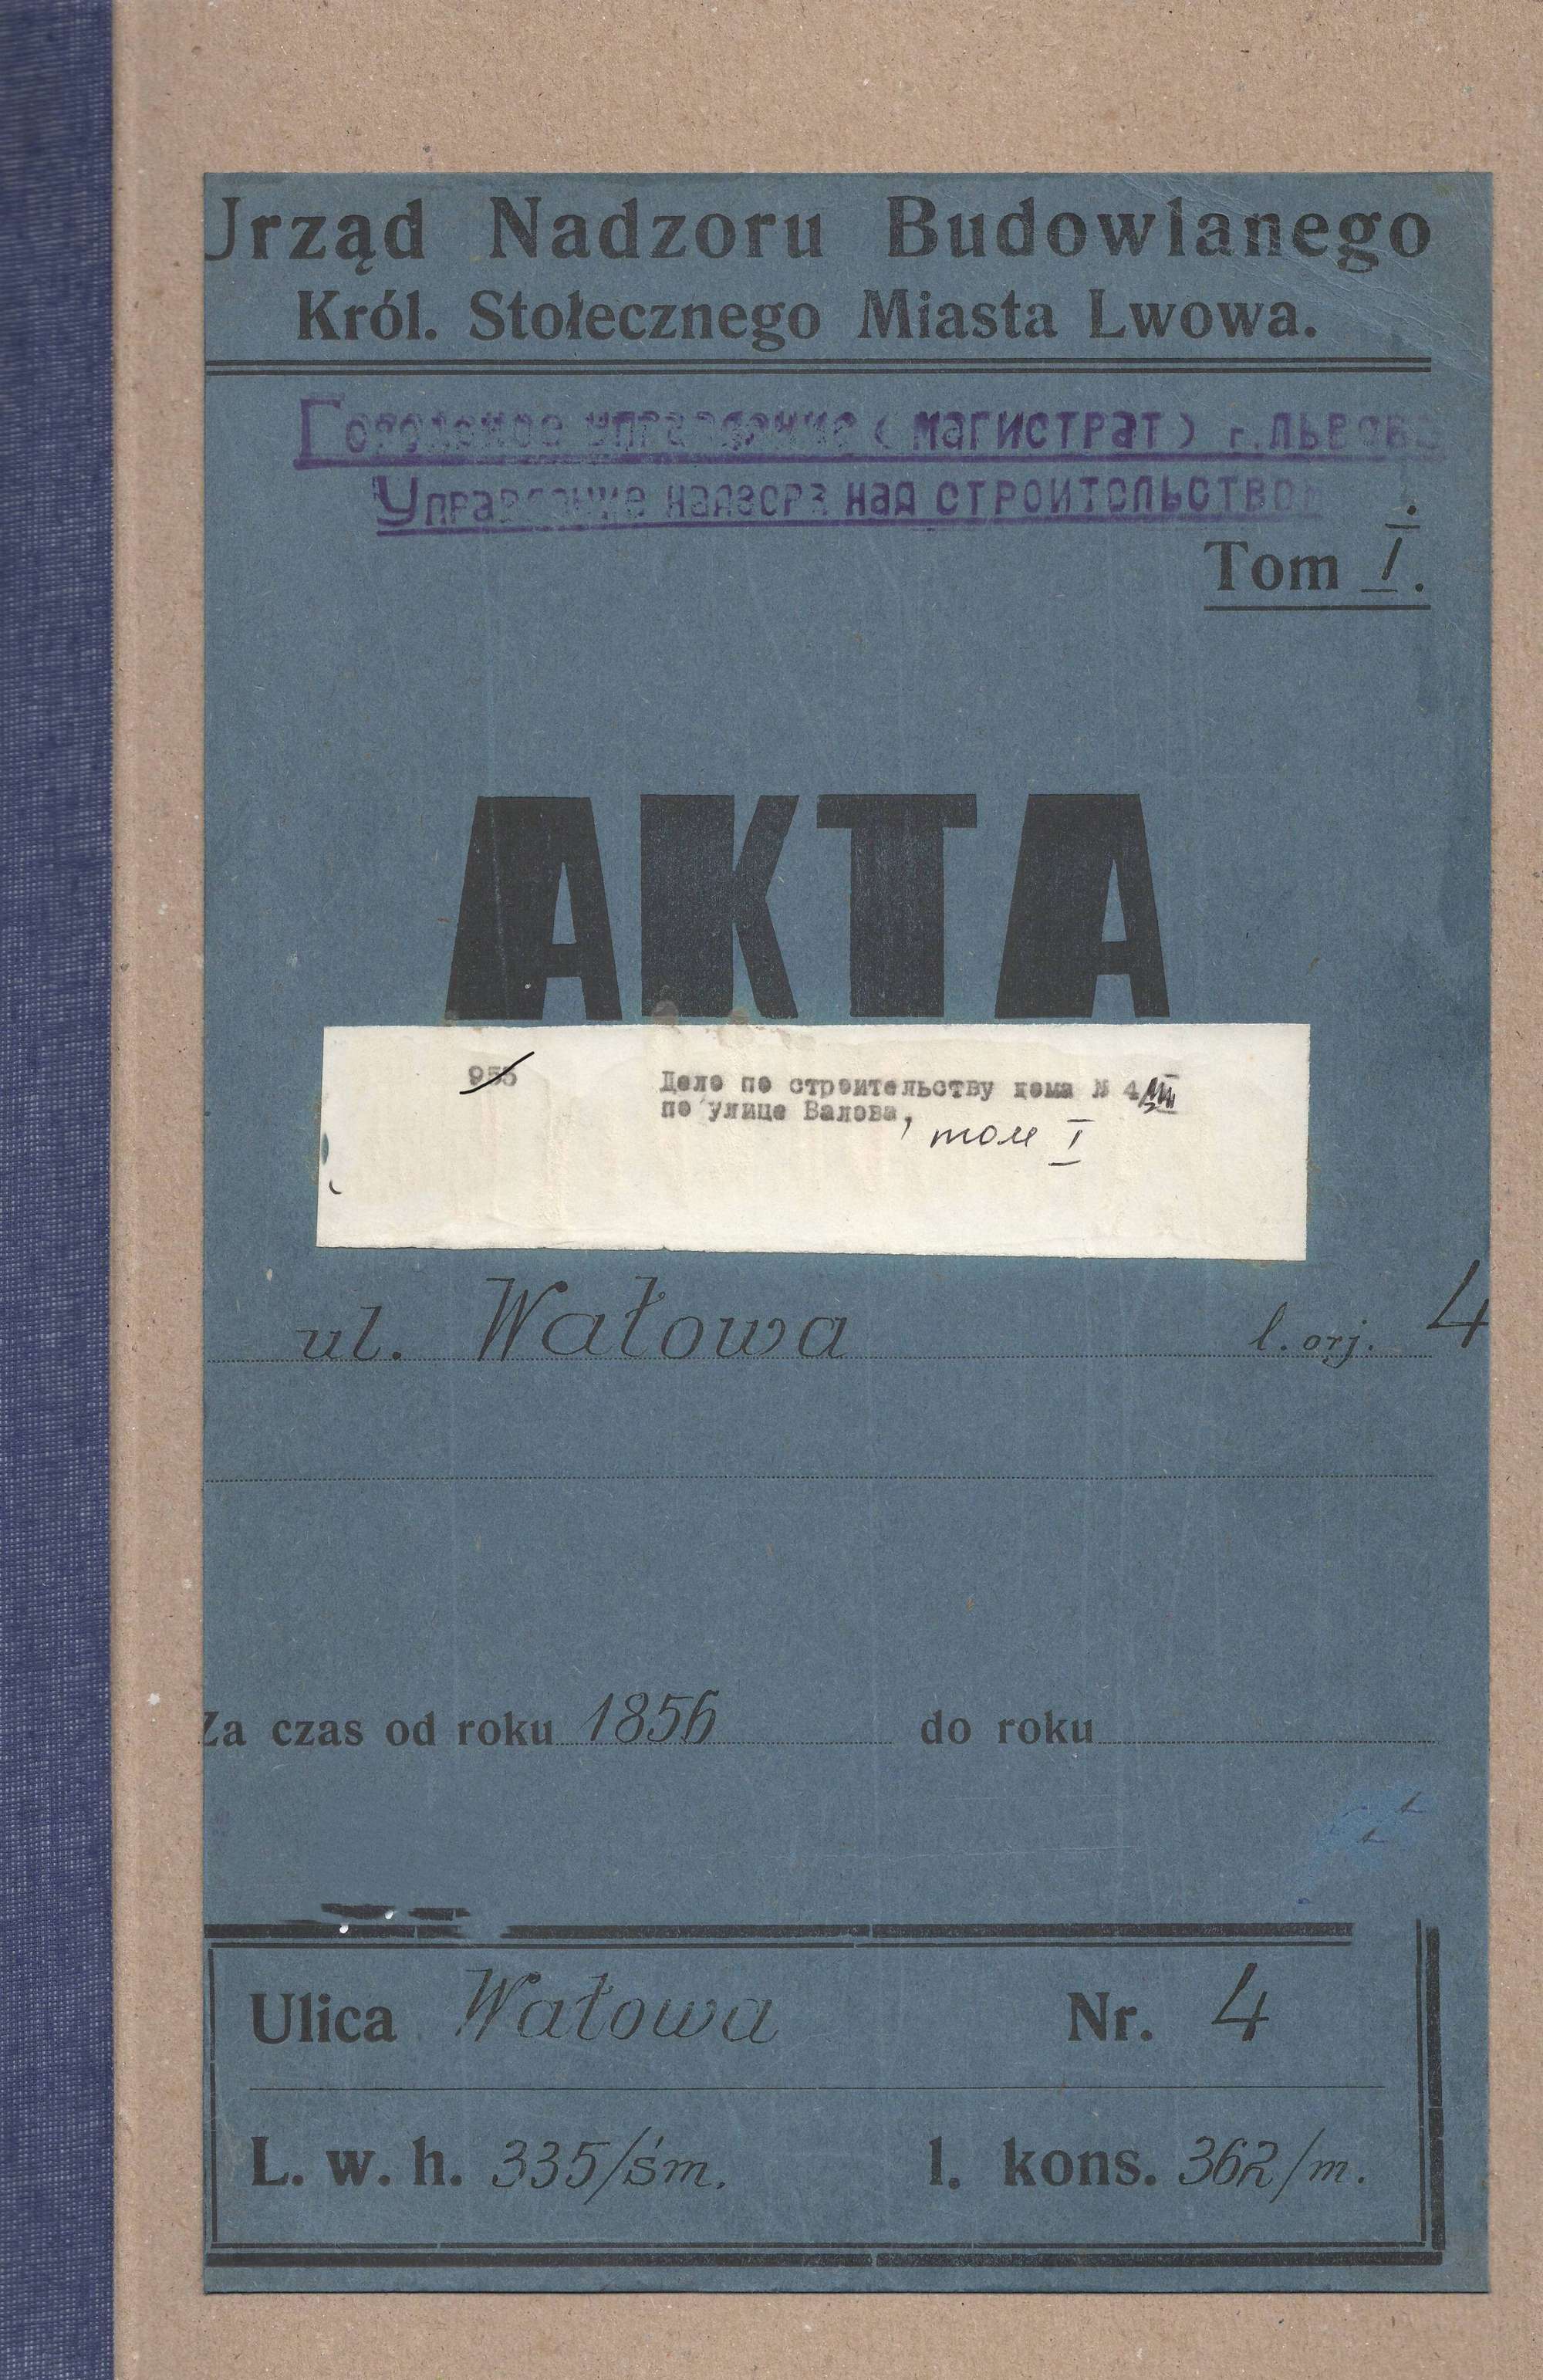 Urząd Nadzoru Budowlanego
Król. Stołecznego Miasta Lwowa.
Городское управление (магистрат) г. Львова
Управление надзора над строительством
Tom I.
AKTA
955 Дело по строительству дома № 4
по улице Валова, том I
ul. Wałowa l. orj. 4
Za czas od roku 1856 do roku
Ulica Wałowa Nr. 4
L. w. h. 335/śm. l. kons. 362/m.